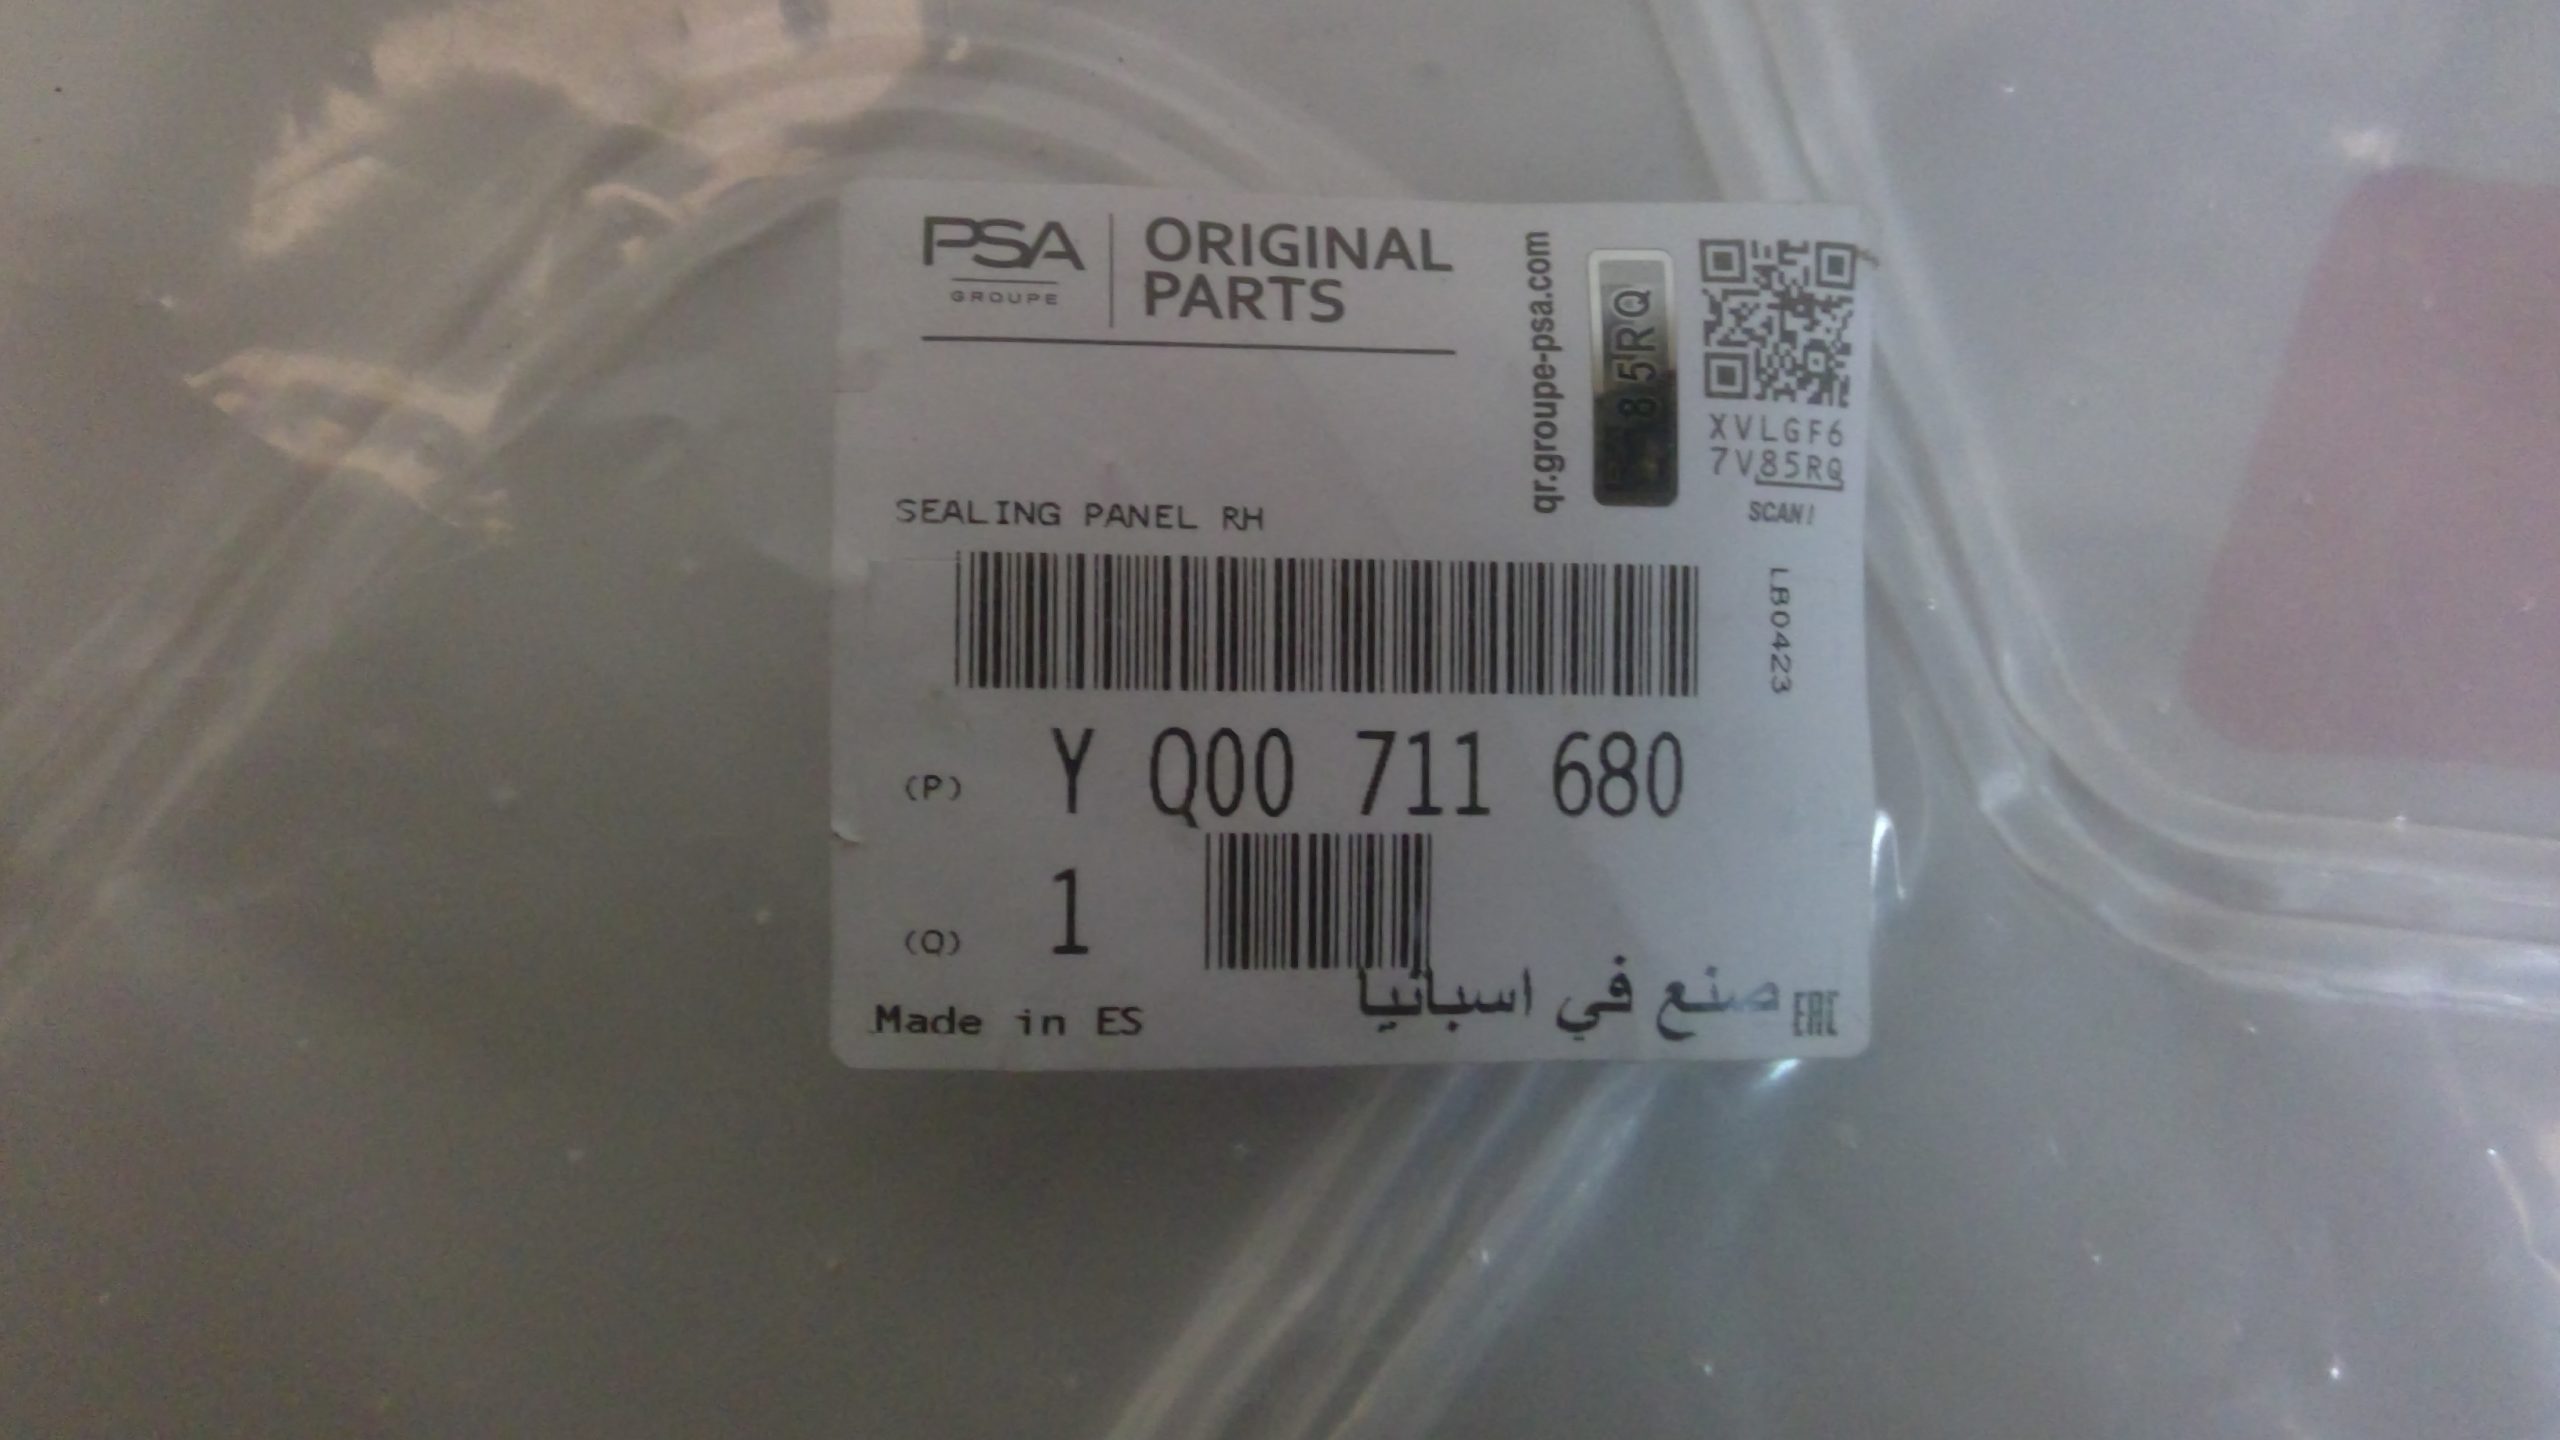 PSA
GROUPE
ORIGINAL
PARTS
qr.groupe-psa.com
85RQ
XVLGF6
7V85RQ
SCAN!
SEALING PANEL RH
LB0423
(P) Y Q00 711 680
(Q) 1
Made in ES
صنع في اسبانيا
EAC